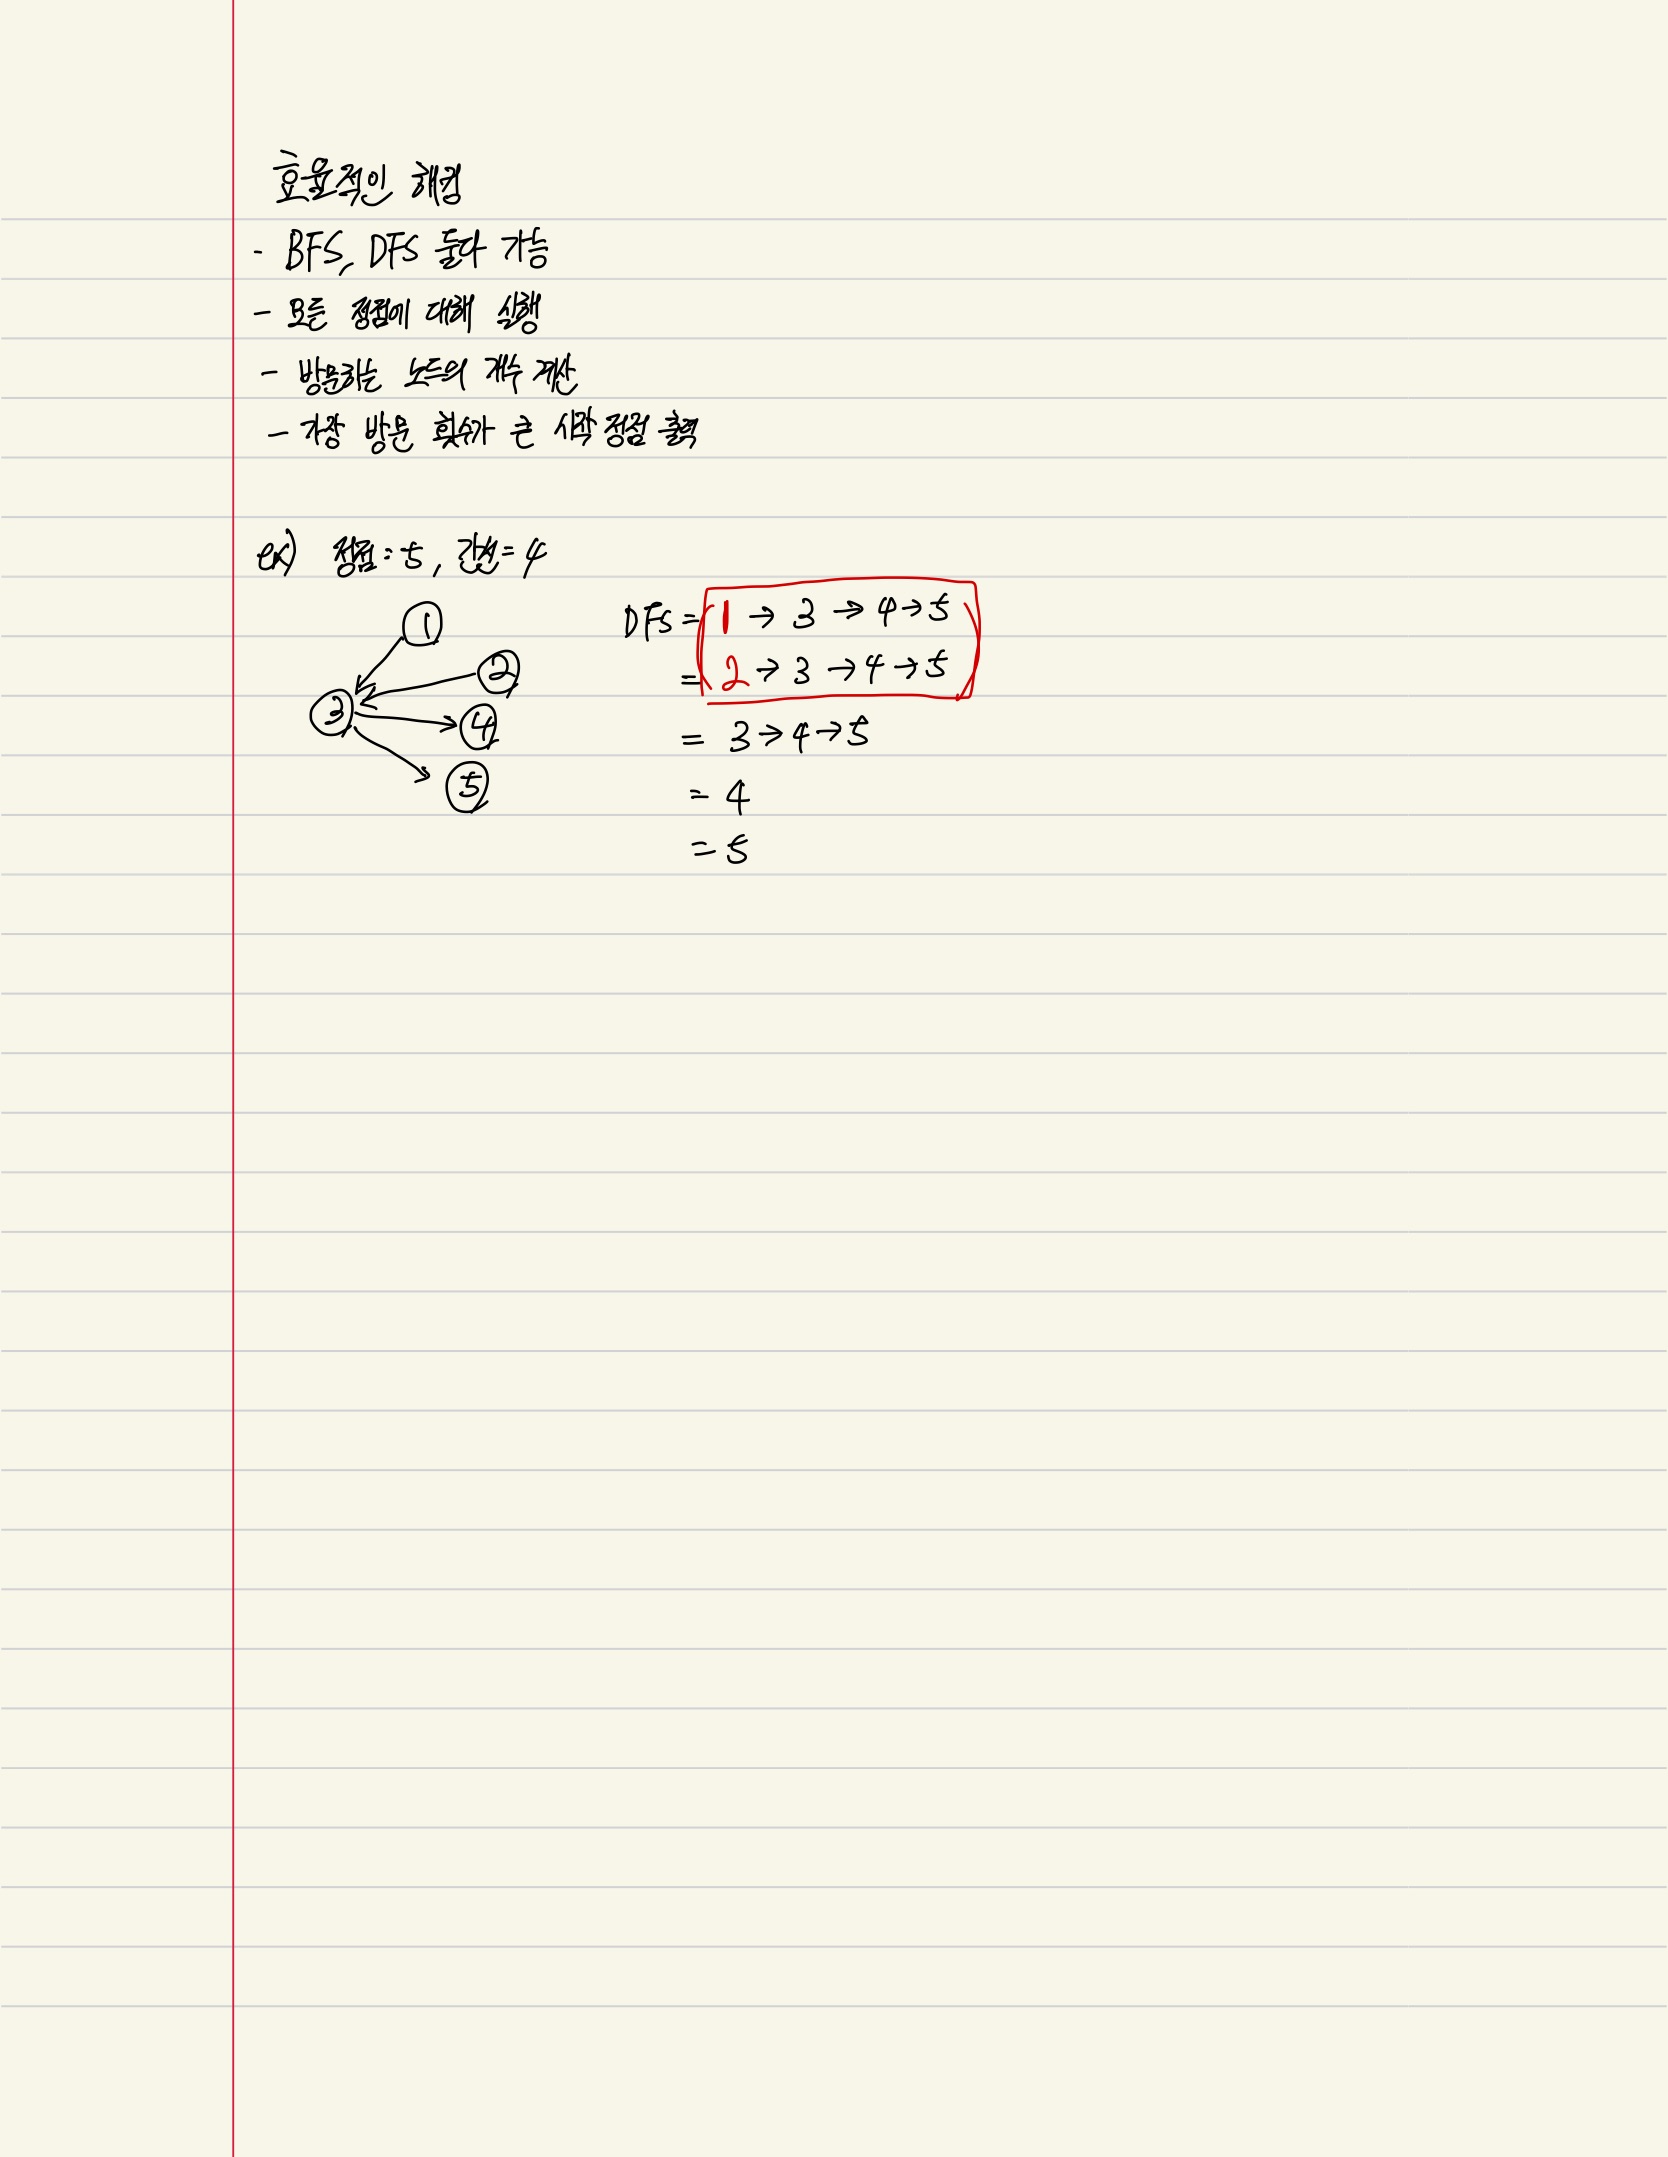 효율적인 해킹
- BFS, DFS 둘다 가능
- 모든 정점에 대해 실행
- 방문하는 노드의 개수 계산
- 가장 방문 횟수가 큰 시작 정점 출력
ex) 정점=5, 간선=4
①
②
③
④
⑤
DFS = 1 → 3 → 4 → 5
= 2 → 3 → 4 → 5
= 3 → 4 → 5
= 4
= 5